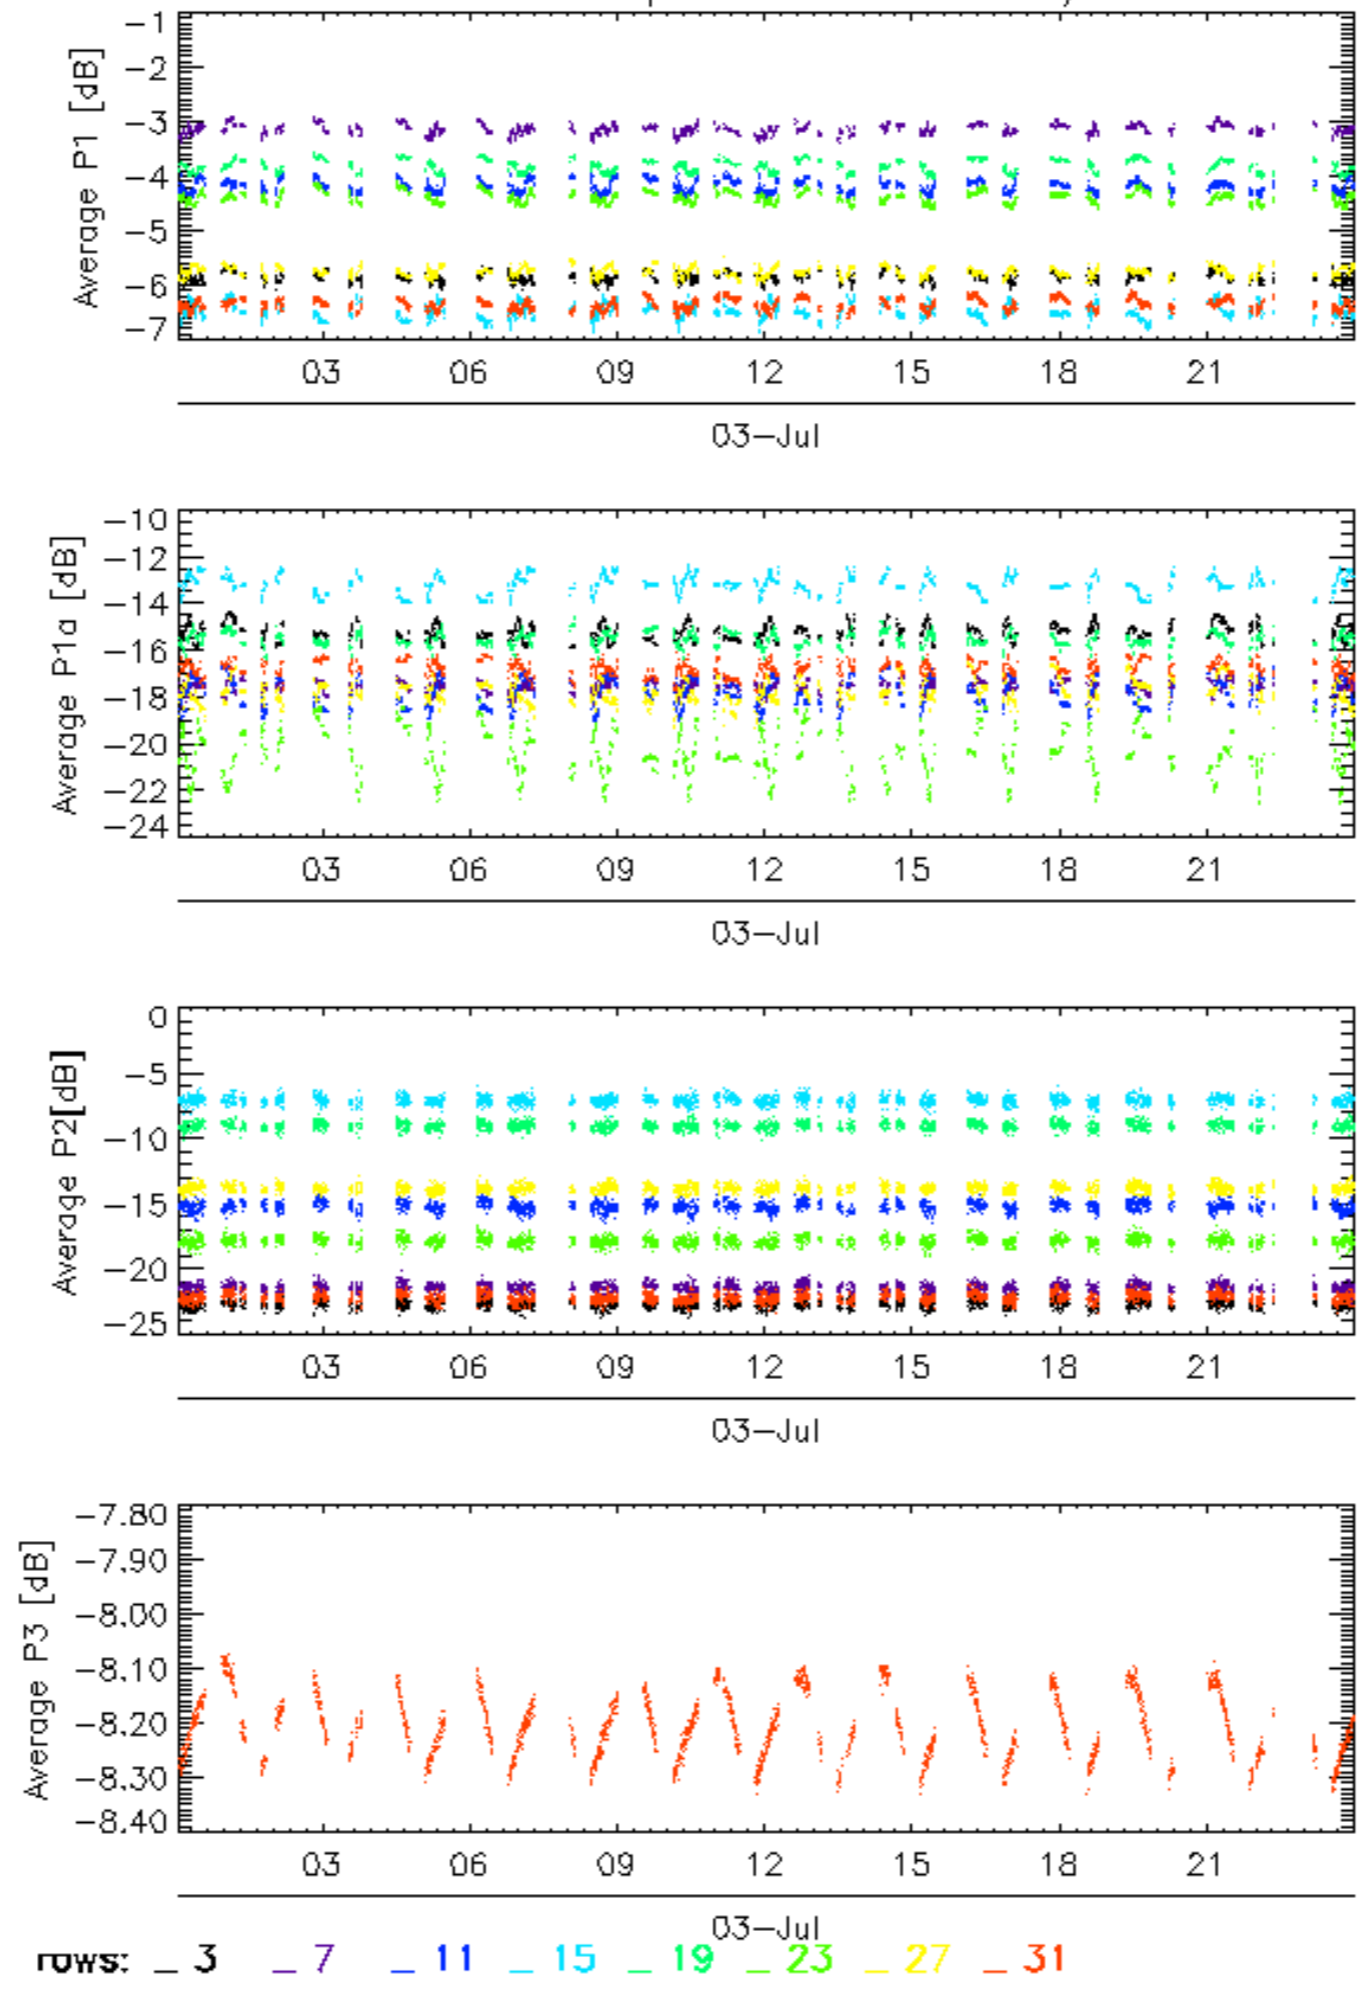 −1
−2
−3
−4
−5
−6
−7
Average P1 [dB]
03 06 09 12 15 18 21
03−Jul
−10
−12
−14
−16
−18
−20
−22
−24
Average P1a [dB]
03 06 09 12 15 18 21
03−Jul
0
−5
−10
−15
−20
−25
Average P2[dB]
03 06 09 12 15 18 21
03−Jul
−7.80
−7.90
−8.00
−8.10
−8.20
−8.30
−8.40
Average P3 [dB]
03 06 09 12 15 18 21
03−Jul
rows: _ 3 _ 7 _ 11 _ 15 _ 19 _ 23 _ 27 _ 31